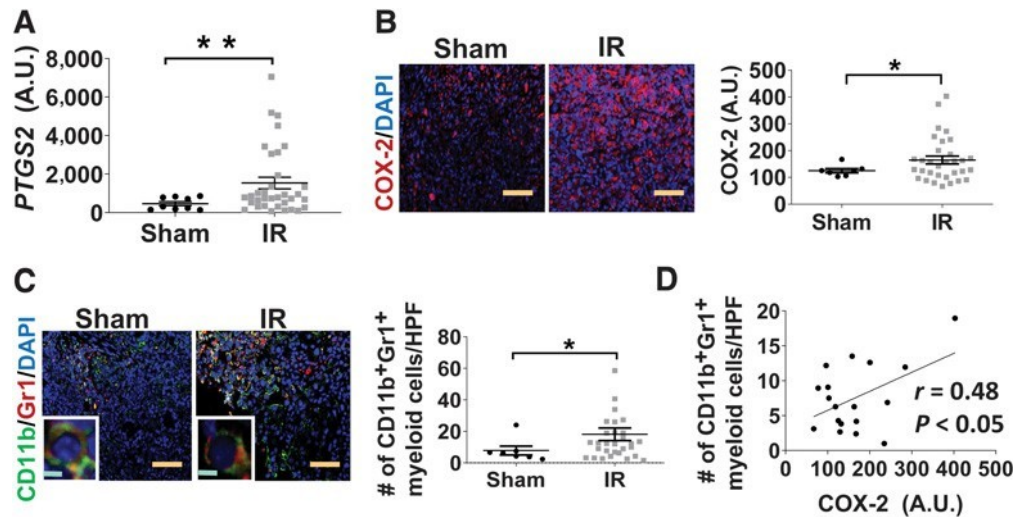 A
PTGS2 (A.U.)
8,000
6,000
4,000
2,000
0
* *
Sham IR
B
Sham IR
COX-2/DAPI
COX-2 (A.U.)
500
400
300
200
100
0
*
Sham IR
C
Sham IR
CD11b/Gr1/DAPI
# of CD11b+Gr1+
myeloid cells/HPF
80
60
40
20
0
*
Sham IR
D
# of CD11b+Gr1+
myeloid cells/HPF
20
15
10
5
0
r = 0.48
P < 0.05
0 100 200 300 400 500
COX-2 (A.U.)